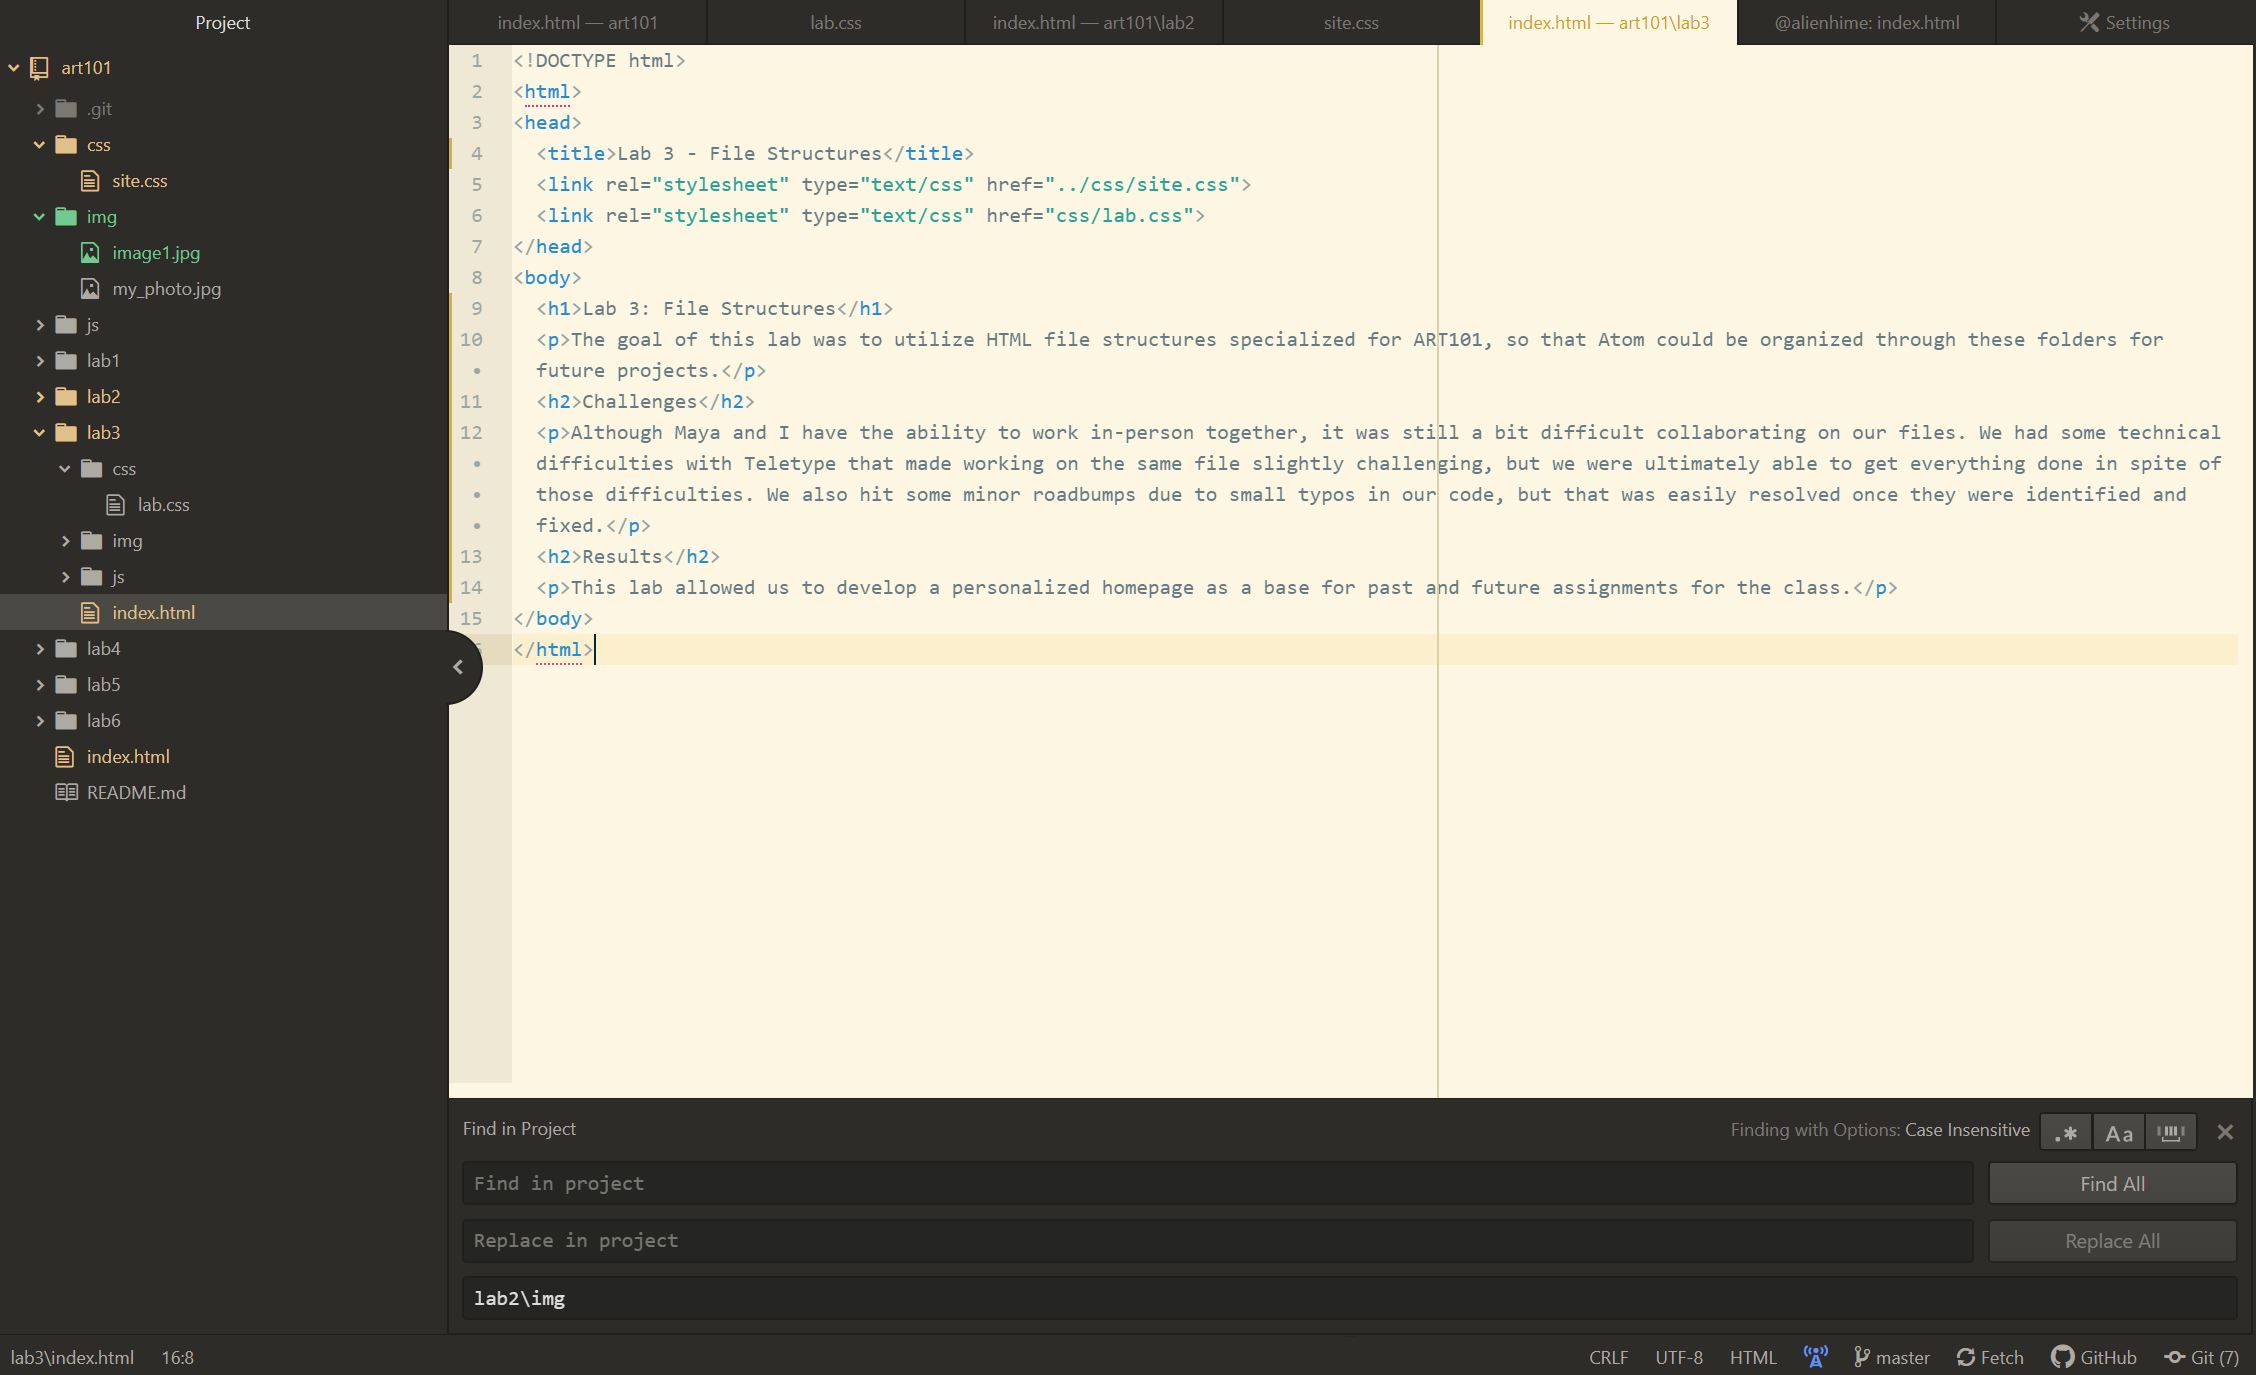 Project
art101
.git
css
site.css
img
image1.jpg
my_photo.jpg
js
lab1
lab2
lab3
css
lab.css
img
js
index.html
lab4
lab5
lab6
index.html
README.md
index.html — art101
lab.css
index.html — art101\lab2
site.css
index.html — art101\lab3
@alienhime: index.html
Settings
1 <!DOCTYPE html>
2 <html>
3 <head>
4 <title>Lab 3 - File Structures</title>
5 <link rel="stylesheet" type="text/css" href="../css/site.css">
6 <link rel="stylesheet" type="text/css" href="css/lab.css">
7 </head>
8 <body>
9 <h1>Lab 3: File Structures</h1>
10 <p>The goal of this lab was to utilize HTML file structures specialized for ART101, so that Atom could be organized through these folders for
• future projects.</p>
11 <h2>Challenges</h2>
12 <p>Although Maya and I have the ability to work in-person together, it was still a bit difficult collaborating on our files. We had some technical
• difficulties with Teletype that made working on the same file slightly challenging, but we were ultimately able to get everything done in spite of
• those difficulties. We also hit some minor roadbumps due to small typos in our code, but that was easily resolved once they were identified and
• fixed.</p>
13 <h2>Results</h2>
14 <p>This lab allowed us to develop a personalized homepage as a base for past and future assignments for the class.</p>
15 </body>
</html>
Find in Project
Finding with Options: Case Insensitive
.* Aa
Find in project
Find All
Replace in project
Replace All
lab2\img
lab3\index.html 16:8
CRLF UTF-8 HTML master Fetch GitHub Git (7)